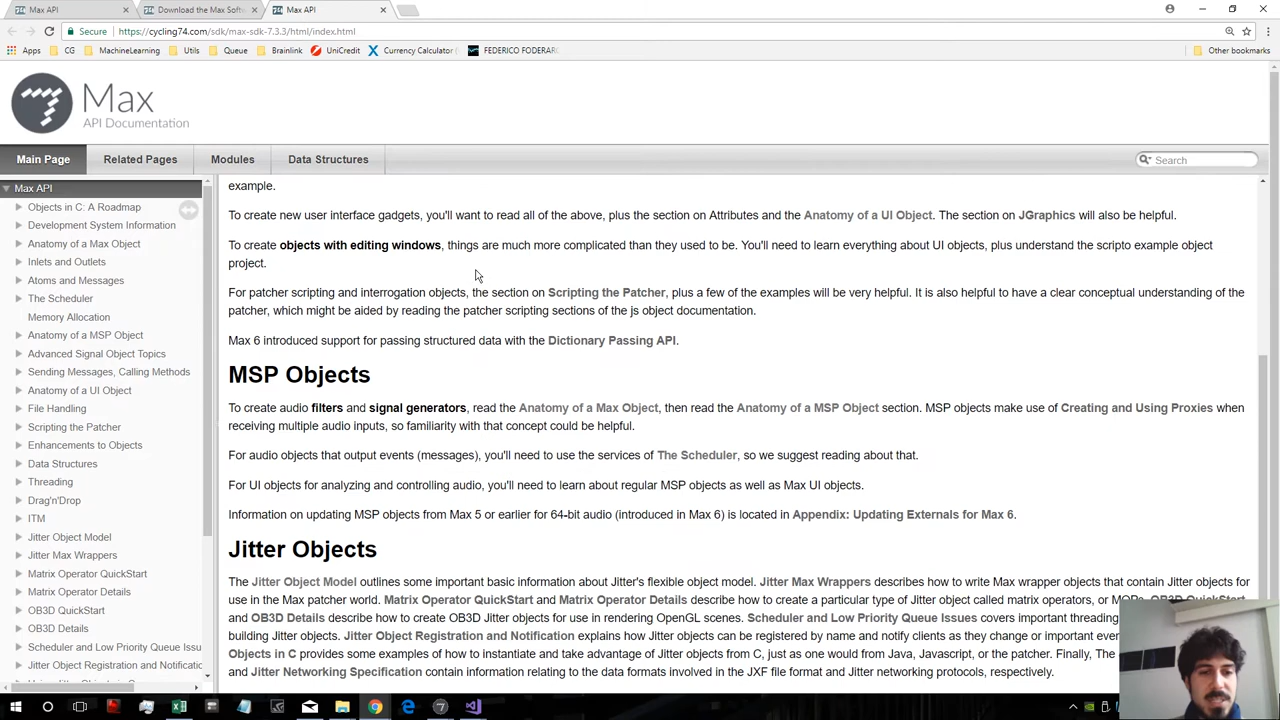 Max API
Download the Max Softw
Max API
Secure
https://cycling74.com/sdk/max-sdk-7.3.3/html/index.html
Apps
CG
MachineLearning
Utils
Queue
Brainlink
UniCredit
Currency Calculator (
FEDERICO FODERAR
Other bookmarks
Max
API Documentation
Main Page
Related Pages
Modules
Data Structures
Search
Max API
Objects in C: A Roadmap
Development System Information
Anatomy of a Max Object
Inlets and Outlets
Atoms and Messages
The Scheduler
Memory Allocation
Anatomy of a MSP Object
Advanced Signal Object Topics
Sending Messages, Calling Methods
Anatomy of a UI Object
File Handling
Scripting the Patcher
Enhancements to Objects
Data Structures
Threading
Drag'n'Drop
ITM
Jitter Object Model
Jitter Max Wrappers
Matrix Operator QuickStart
Matrix Operator Details
OB3D QuickStart
OB3D Details
Scheduler and Low Priority Queue Issu
Jitter Object Registration and Notificatio
example.
To create new user interface gadgets, you'll want to read all of the above, plus the section on Attributes and the Anatomy of a UI Object. The section on JGraphics will also be helpful.
To create objects with editing windows, things are much more complicated than they used to be. You'll need to learn everything about UI objects, plus understand the scripto example object
project.
For patcher scripting and interrogation objects, the section on Scripting the Patcher, plus a few of the examples will be very helpful. It is also helpful to have a clear conceptual understanding of the
patcher, which might be aided by reading the patcher scripting sections of the js object documentation.
Max 6 introduced support for passing structured data with the Dictionary Passing API.
MSP Objects
To create audio filters and signal generators, read the Anatomy of a Max Object, then read the Anatomy of a MSP Object section. MSP objects make use of Creating and Using Proxies when
receiving multiple audio inputs, so familiarity with that concept could be helpful.
For audio objects that output events (messages), you'll need to use the services of The Scheduler, so we suggest reading about that.
For UI objects for analyzing and controlling audio, you'll need to learn about regular MSP objects as well as Max UI objects.
Information on updating MSP objects from Max 5 or earlier for 64-bit audio (introduced in Max 6) is located in Appendix: Updating Externals for Max 6.
Jitter Objects
The Jitter Object Model outlines some important basic information about Jitter's flexible object model. Jitter Max Wrappers describes how to write Max wrapper objects that contain Jitter objects for
use in the Max patcher world. Matrix Operator QuickStart and Matrix Operator Details describe how to create a particular type of Jitter object called matrix operators, or
and OB3D Details describe how to create OB3D Jitter objects for use in rendering OpenGL scenes. Scheduler and Low Priority Queue Issues covers important threading
building Jitter objects. Jitter Object Registration and Notification explains how Jitter objects can be registered by name and notify clients as they change or important
Objects in C provides some examples of how to instantiate and take advantage of Jitter objects from C, just as one would from Java, Javascript, or the patcher. Finally, The
and Jitter Networking Specification contain information relating to the data formats involved in the JXF file format and Jitter networking protocols, respectively.